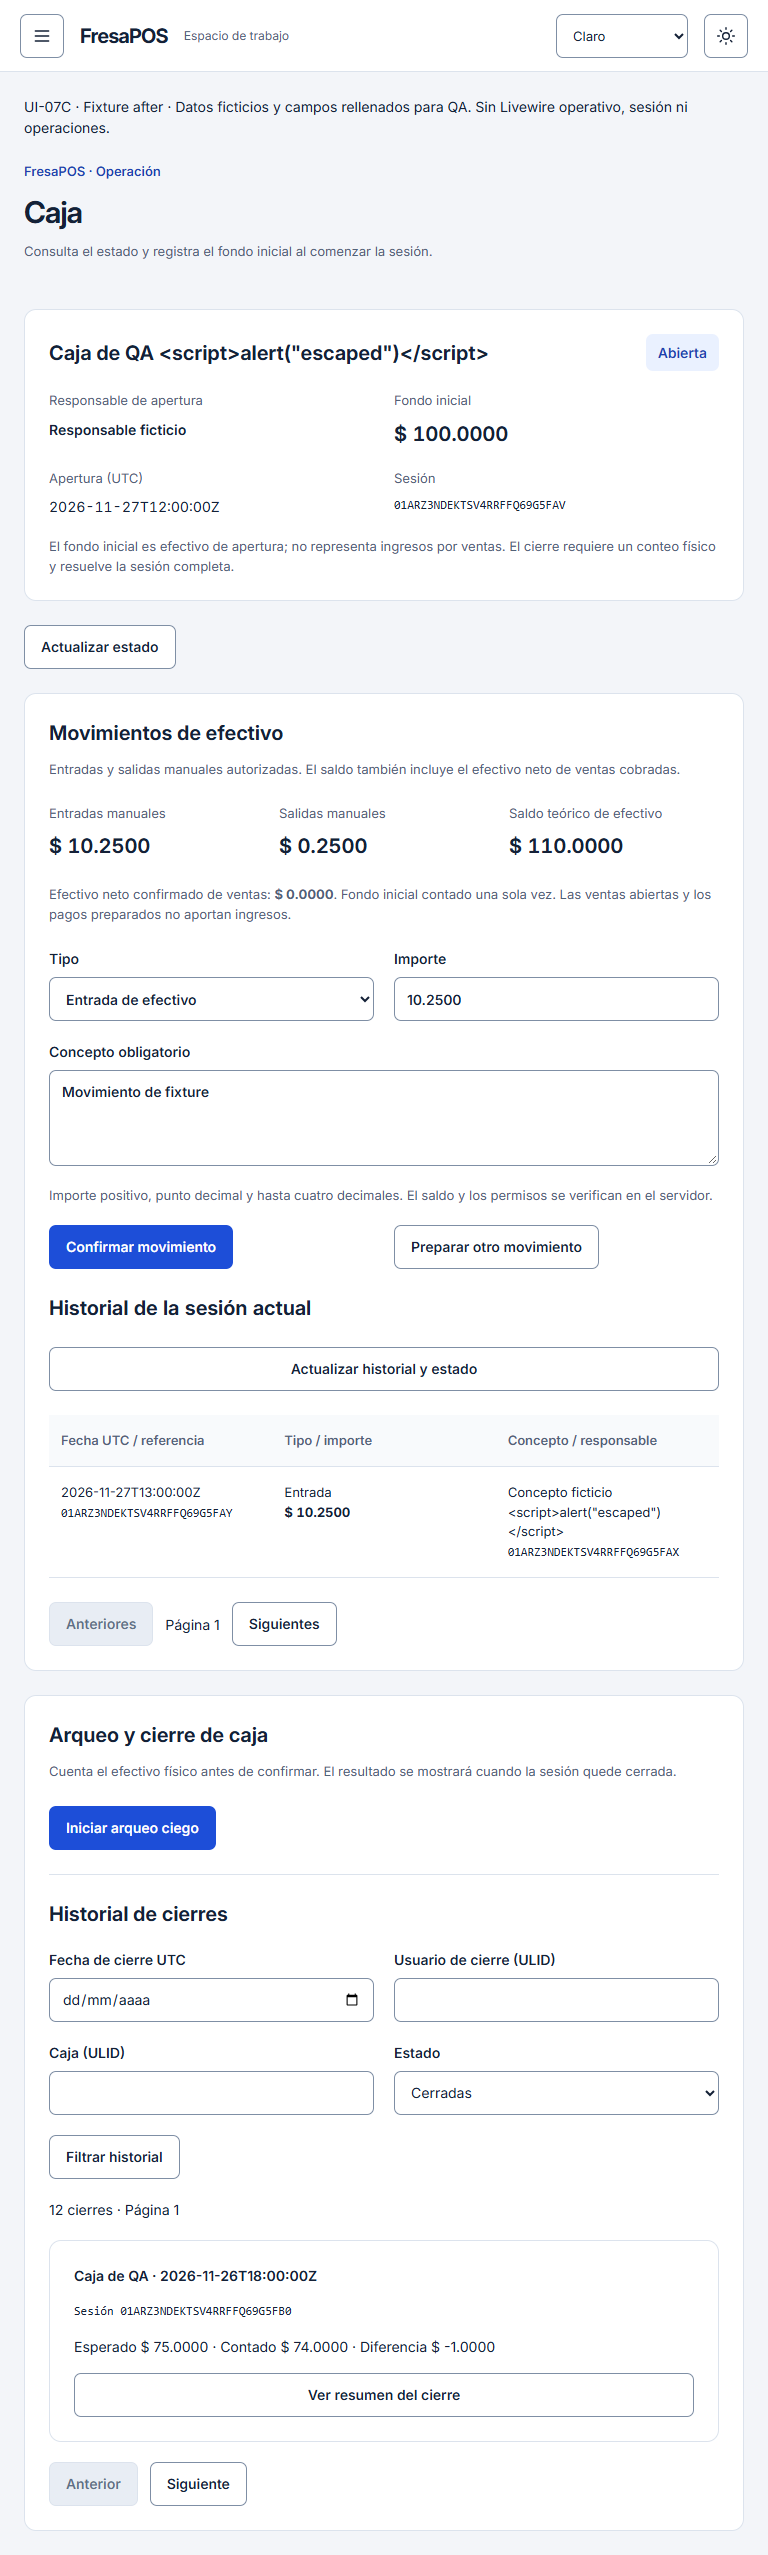 FresaPOS Espacio de trabajo Claro
UI-07C · Fixture after · Datos ficticios y campos rellenados para QA. Sin Livewire operativo, sesión ni
operaciones.
FresaPOS · Operación
Caja
Consulta el estado y registra el fondo inicial al comenzar la sesión.
Caja de QA <script>alert("escaped")</script> Abierta
Responsable de apertura Fondo inicial
Responsable ficticio $ 100.0000
Apertura (UTC) Sesión
2026-11-27T12:00:00Z 01ARZ3NDEKTSV4RRFFQ69G5FAV
El fondo inicial es efectivo de apertura; no representa ingresos por ventas. El cierre requiere un conteo físico
y resuelve la sesión completa.
Actualizar estado
Movimientos de efectivo
Entradas y salidas manuales autorizadas. El saldo también incluye el efectivo neto de ventas cobradas.
Entradas manuales Salidas manuales Saldo teórico de efectivo
$ 10.2500 $ 0.2500 $ 110.0000
Efectivo neto confirmado de ventas: $ 0.0000. Fondo inicial contado una sola vez. Las ventas abiertas y los
pagos preparados no aportan ingresos.
Tipo Importe
Entrada de efectivo 10.2500
Concepto obligatorio
Movimiento de fixture
Importe positivo, punto decimal y hasta cuatro decimales. El saldo y los permisos se verifican en el servidor.
Confirmar movimiento Preparar otro movimiento
Historial de la sesión actual
Actualizar historial y estado
Fecha UTC / referencia Tipo / importe Concepto / responsable
2026-11-27T13:00:00Z Entrada Concepto ficticio
01ARZ3NDEKTSV4RRFFQ69G5FAY $ 10.2500 <script>alert("escaped")
</script>
01ARZ3NDEKTSV4RRFFQ69G5FAX
Anteriores Página 1 Siguientes
Arqueo y cierre de caja
Cuenta el efectivo físico antes de confirmar. El resultado se mostrará cuando la sesión quede cerrada.
Iniciar arqueo ciego
Historial de cierres
Fecha de cierre UTC Usuario de cierre (ULID)
dd/mm/aaaa
Caja (ULID) Estado
Cerradas
Filtrar historial
12 cierres · Página 1
Caja de QA · 2026-11-26T18:00:00Z
Sesión 01ARZ3NDEKTSV4RRFFQ69G5FB0
Esperado $ 75.0000 · Contado $ 74.0000 · Diferencia $ -1.0000
Ver resumen del cierre
Anterior Siguiente